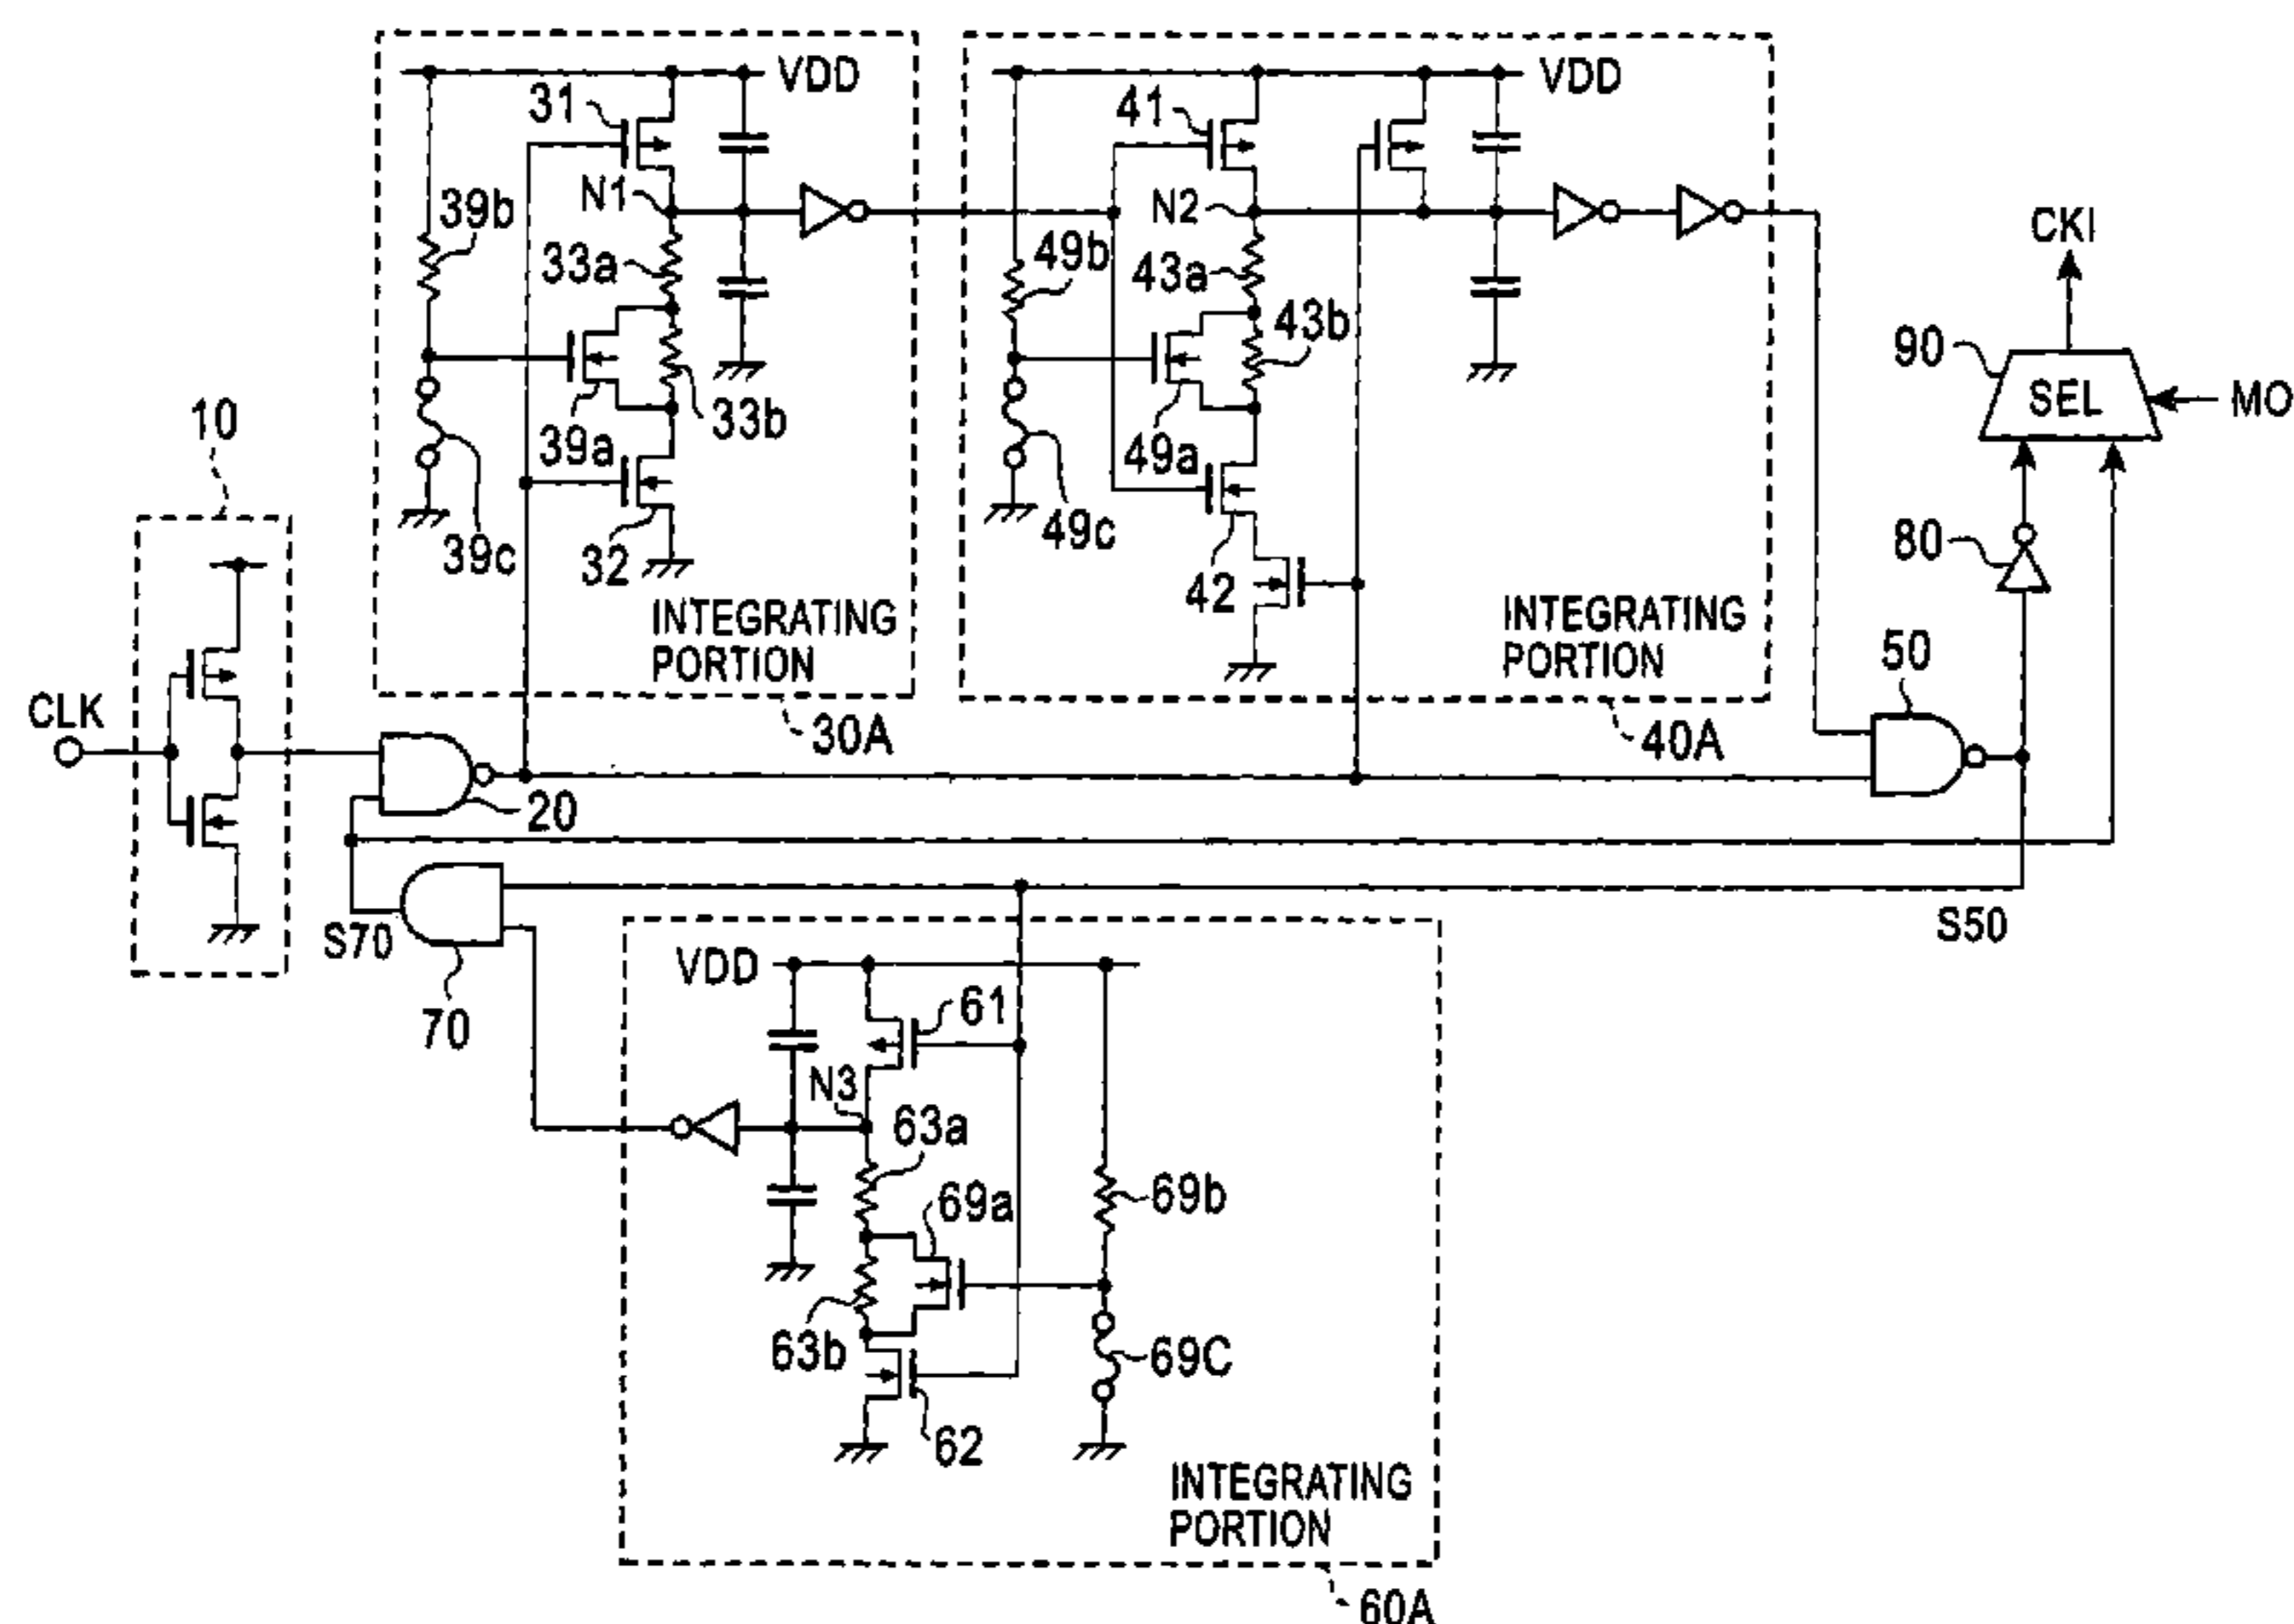 VDD
31
N1
39b
33a
39a
33b
39c
32
INTEGRATING
PORTION
30A
VDD
41
N2
49b
43a
43b
49a
49c
42
INTEGRATING
PORTION
40A
CKI
90
SEL
MO
80
50
10
CLK
20
S70
70
S50
VDD
61
N3
63a
69a
69b
63b
69C
62
INTEGRATING
PORTION
60A